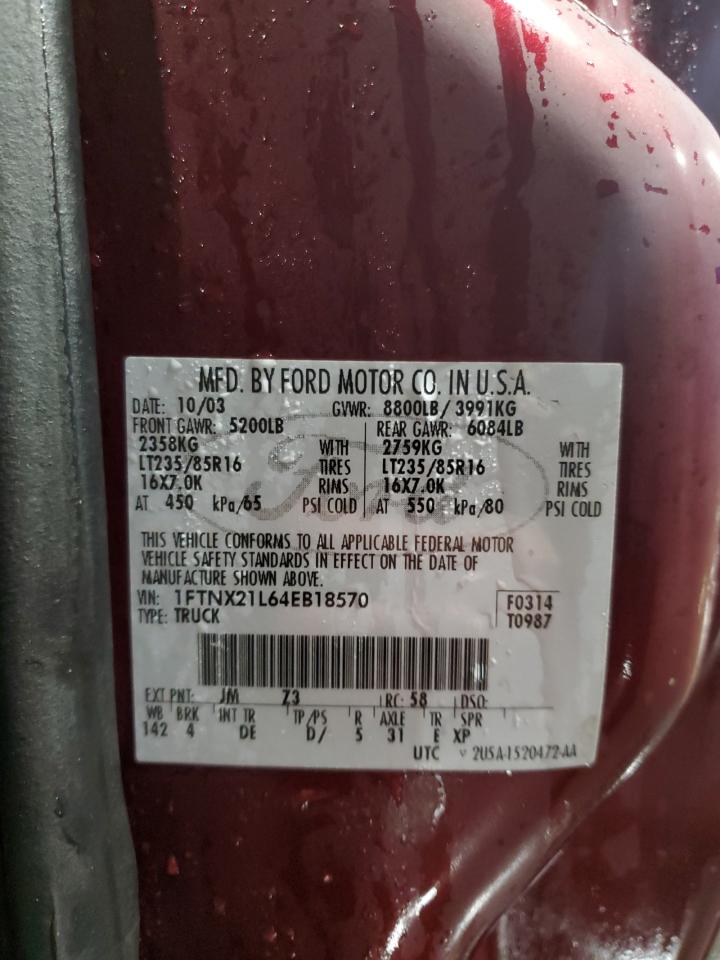 MFD. BY FORD MOTOR CO. IN U.S.A.
DATE: 10/03 GVWR: 8800LB/ 3991KG
FRONT GAWR: 5200LB REAR GAWR: 6084LB
2358KG WITH 2759KG WITH
LT235/85R16 TIRES LT235/85R16 TIRES
16X7.0K RIMS 16X7.0K RIMS
AT 450 kPa/65 PSI COLD AT 550 kPa/80 PSI COLD
Ford
THIS VEHICLE CONFORMS TO ALL APPLICABLE FEDERAL MOTOR
VEHICLE SAFETY STANDARDS IN EFFECT ON THE DATE OF
MANUFACTURE SHOWN ABOVE.
VIN: 1FTNX21L64EB18570 F0314
TYPE: TRUCK T0987
EXT PNT: JM Z3 RC: 58 DSO:
WB BRK INT TR TP/PS R AXLE TR SPR
142 4 DE D/ 5 31 E XP
UTC ▽ 2U5A-1520472-AA